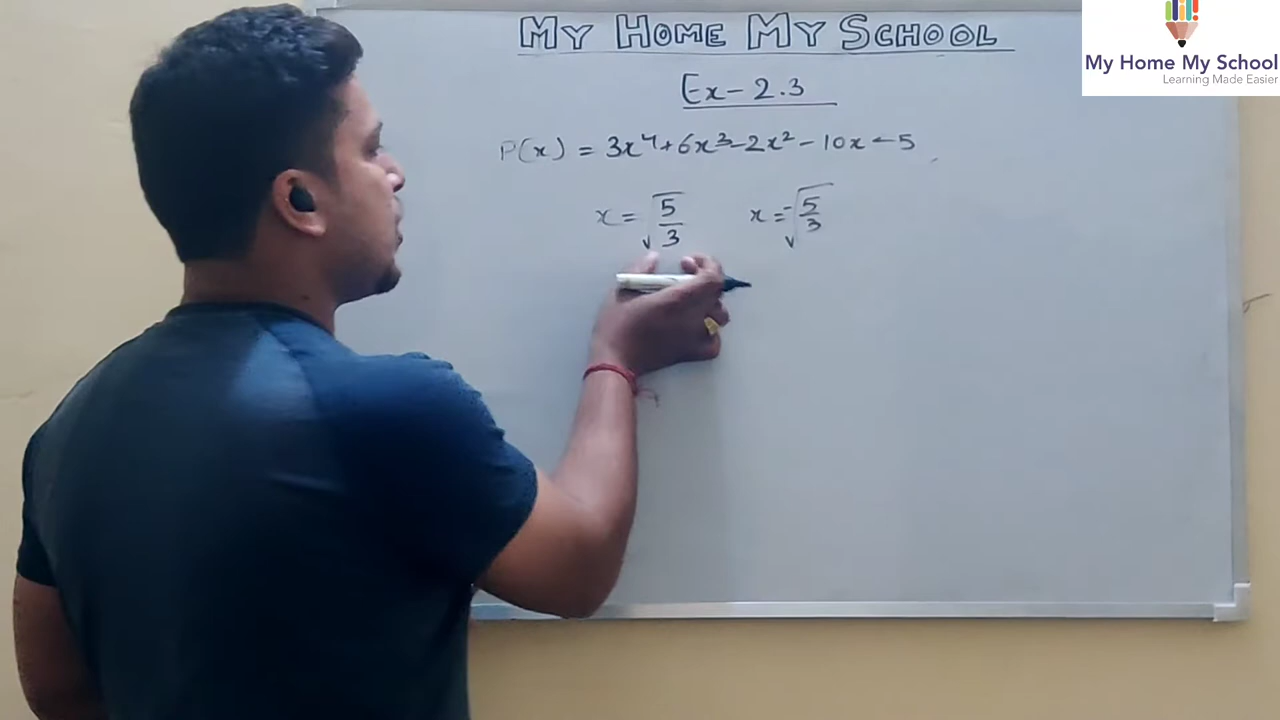 MY HOME MY SCHOOL
My Home My School
Learning Made Easier
Ex - 2.3
P(x) = 3x⁴+6x³-2x²-10x-5
x = √5/3 x = -√5/3